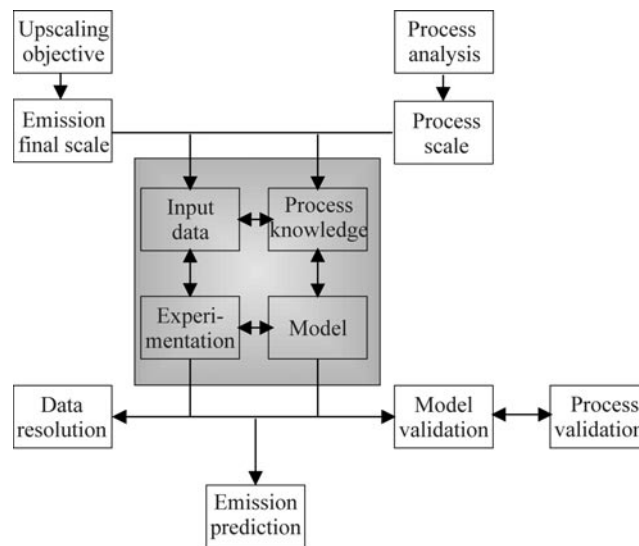 Upscaling
objective
Process
analysis
Emission
final scale
Process
scale
Input
data
Process
knowledge
Experi-
mentation
Model
Data
resolution
Model
validation
Process
validation
Emission
prediction